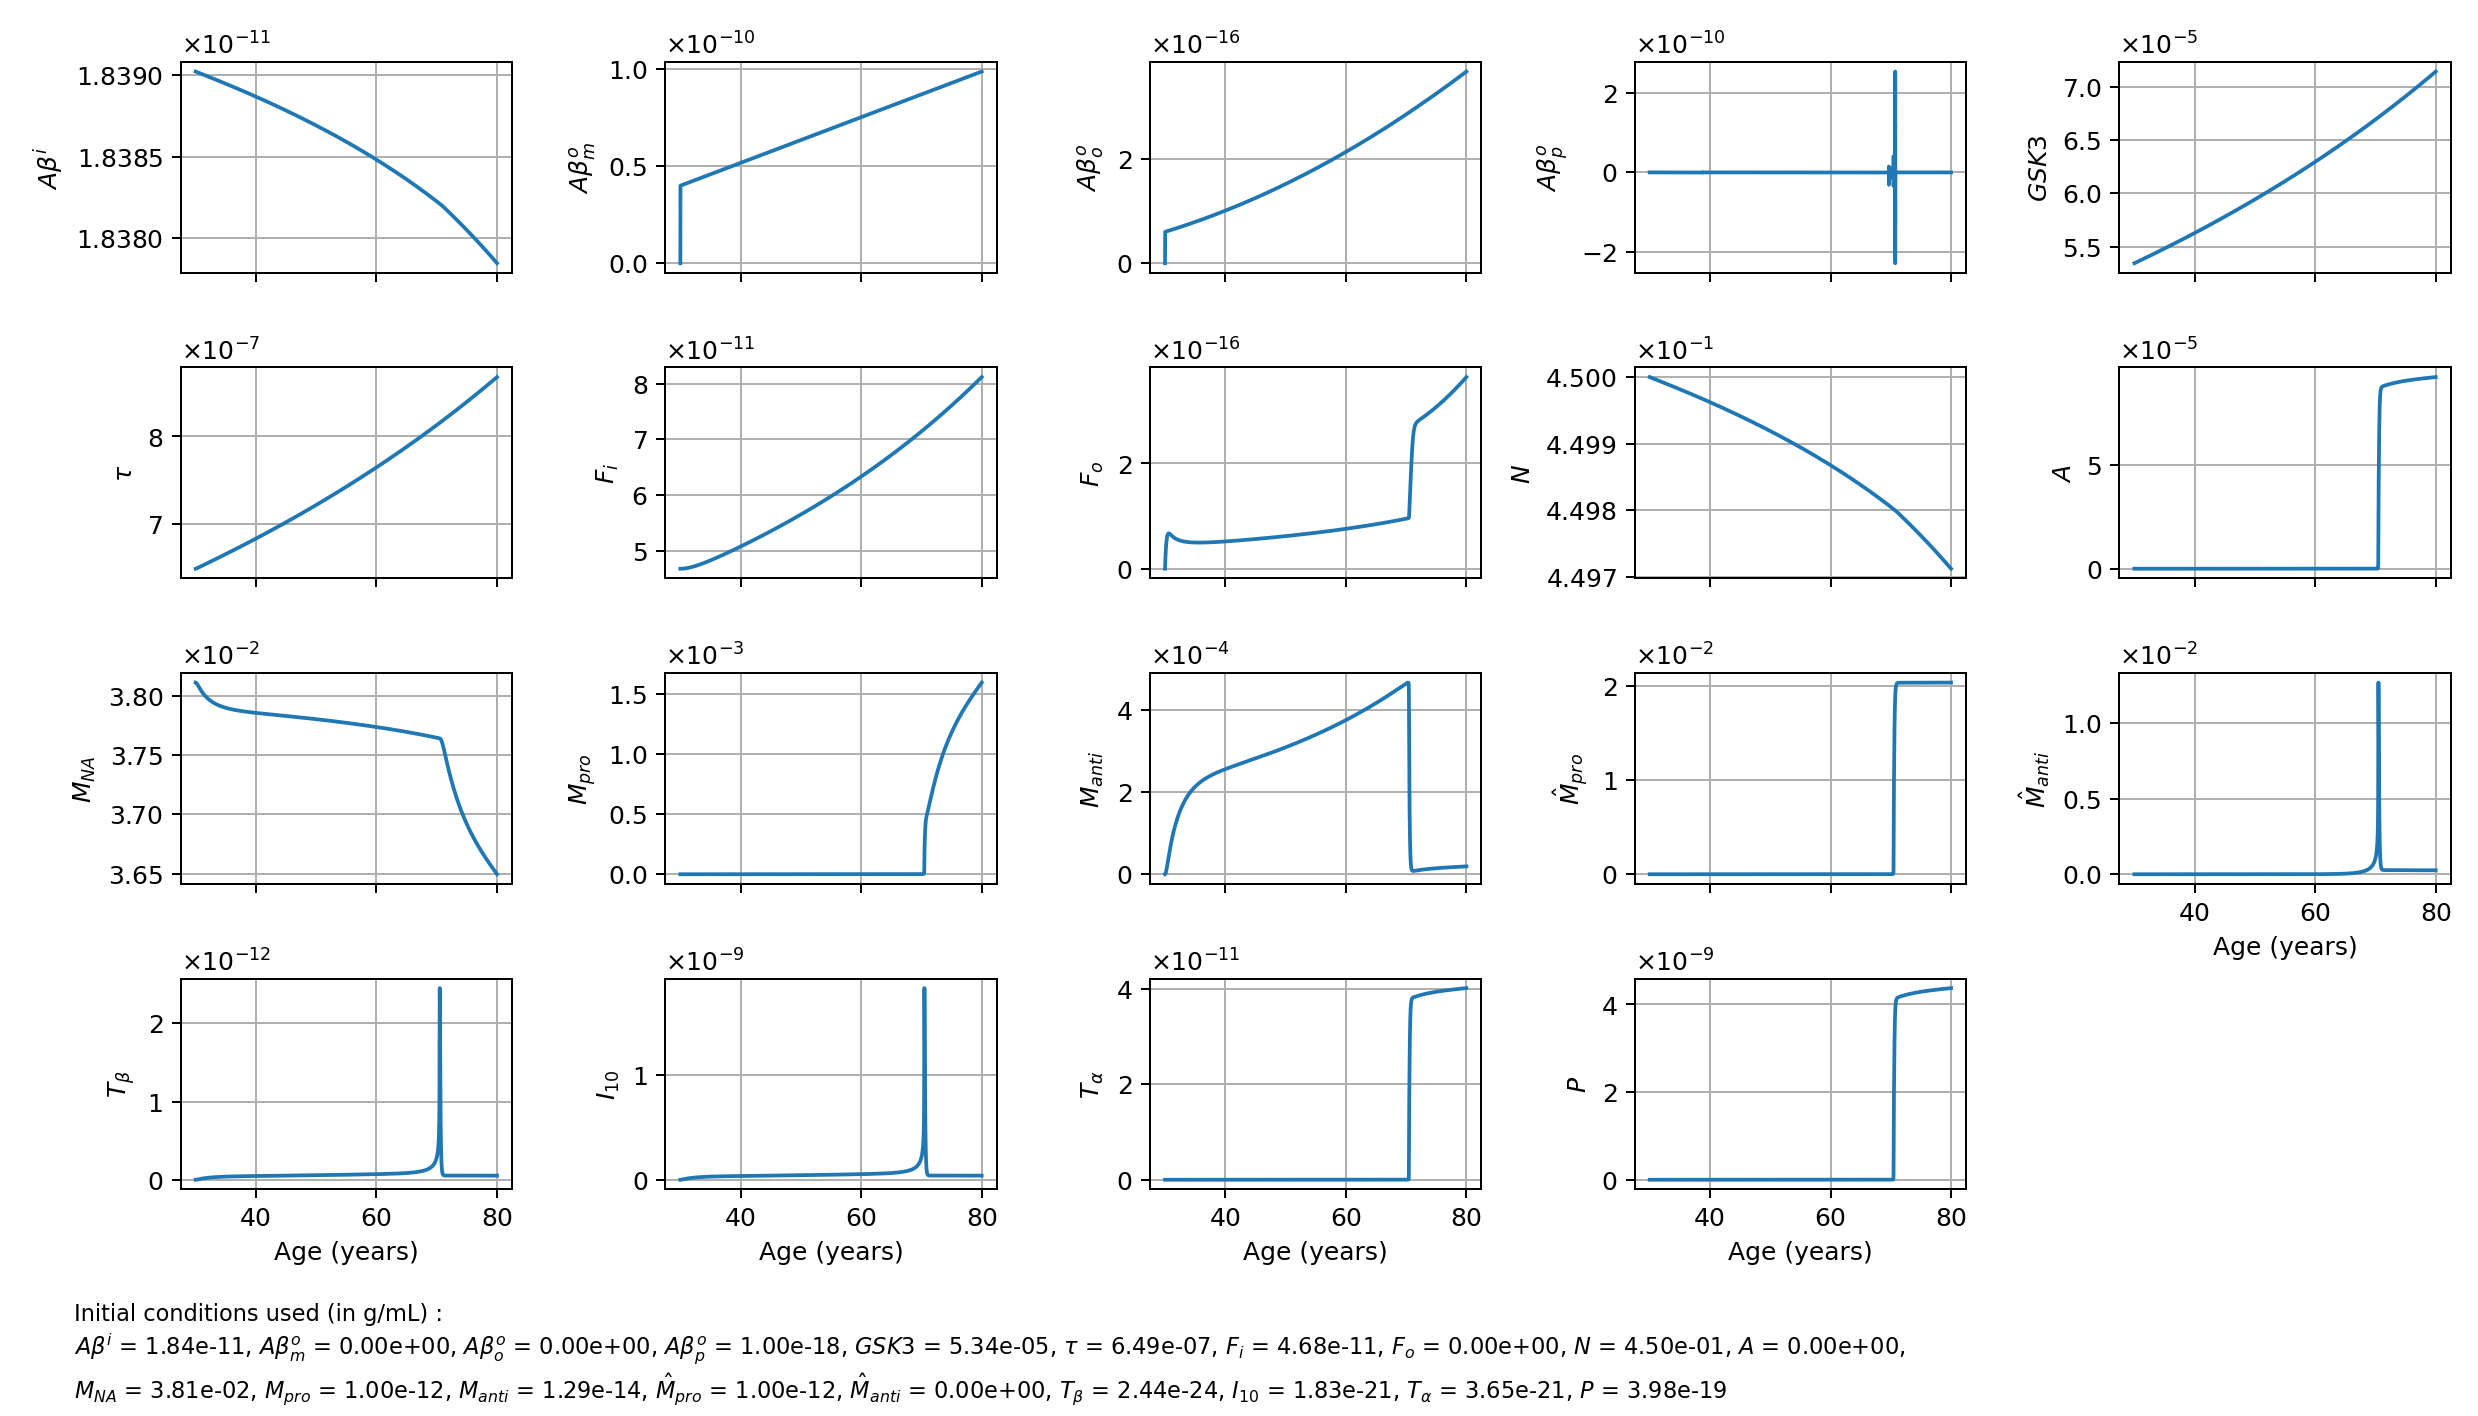 ×10⁻¹¹ ×10⁻¹⁰ ×10⁻¹⁶ ×10⁻¹⁰ ×10⁻⁵
1.8390
1.8385
1.8380
Aβⁱ
1.0
0.5
0.0
Aβₘᵒ
2
0
Aβₒᵒ
2
0
−2
Aβₚᵒ
7.0
6.5
6.0
5.5
GSK3
×10⁻⁷ ×10⁻¹¹ ×10⁻¹⁶ ×10⁻¹ ×10⁻⁵
8
7
τ
8
7
6
5
Fᵢ
2
0
Fₒ
4.500
4.499
4.498
4.497
N
5
0
A
×10⁻² ×10⁻³ ×10⁻⁴ ×10⁻² ×10⁻²
3.80
3.75
3.70
3.65
M_NA
1.5
1.0
0.5
0.0
M_pro
4
2
0
M_anti
2
1
0
M̂_pro
1.0
0.5
0.0
M̂_anti
40 60 80
Age (years)
×10⁻¹² ×10⁻⁹ ×10⁻¹¹ ×10⁻⁹
2
1
0
T_β
1
0
I₁₀
4
2
0
T_α
4
2
0
P
40 60 80 40 60 80 40 60 80 40 60 80
Age (years) Age (years) Age (years) Age (years)
Initial conditions used (in g/mL) :
Aβⁱ = 1.84e-11, Aβₘᵒ = 0.00e+00, Aβₒᵒ = 0.00e+00, Aβₚᵒ = 1.00e-18, GSK3 = 5.34e-05, τ = 6.49e-07, Fᵢ = 4.68e-11, Fₒ = 0.00e+00, N = 4.50e-01, A = 0.00e+00,
M_NA = 3.81e-02, M_pro = 1.00e-12, M_anti = 1.29e-14, M̂_pro = 1.00e-12, M̂_anti = 0.00e+00, T_β = 2.44e-24, I₁₀ = 1.83e-21, T_α = 3.65e-21, P = 3.98e-19